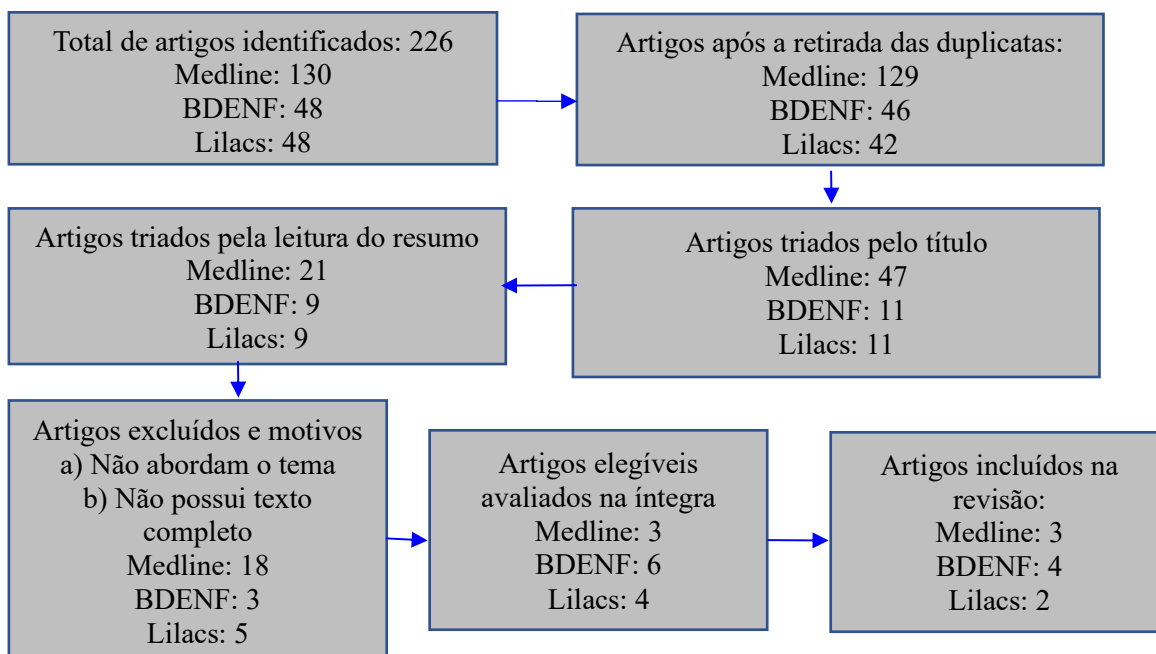 Total de artigos identificados: 226
Medline: 130
BDENF: 48
Lilacs: 48
Artigos após a retirada das duplicatas:
Medline: 129
BDENF: 46
Lilacs: 42
Artigos triados pelo título
Medline: 47
BDENF: 11
Lilacs: 11
Artigos triados pela leitura do resumo
Medline: 21
BDENF: 9
Lilacs: 9
Artigos excluídos e motivos
a) Não abordam o tema
b) Não possui texto
completo
Medline: 18
BDENF: 3
Lilacs: 5
Artigos elegíveis
avaliados na íntegra
Medline: 3
BDENF: 6
Lilacs: 4
Artigos incluídos na
revisão:
Medline: 3
BDENF: 4
Lilacs: 2